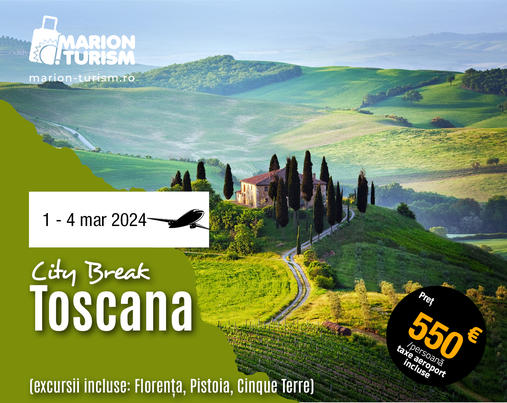 MARION
TURISM
marion-turism.ro
1 - 4 mar 2024
City Break
Toscana
(excursii incluse: Florența, Pistoia, Cinque Terre)
Preț
550 €
/persoană
taxe aeroport
incluse